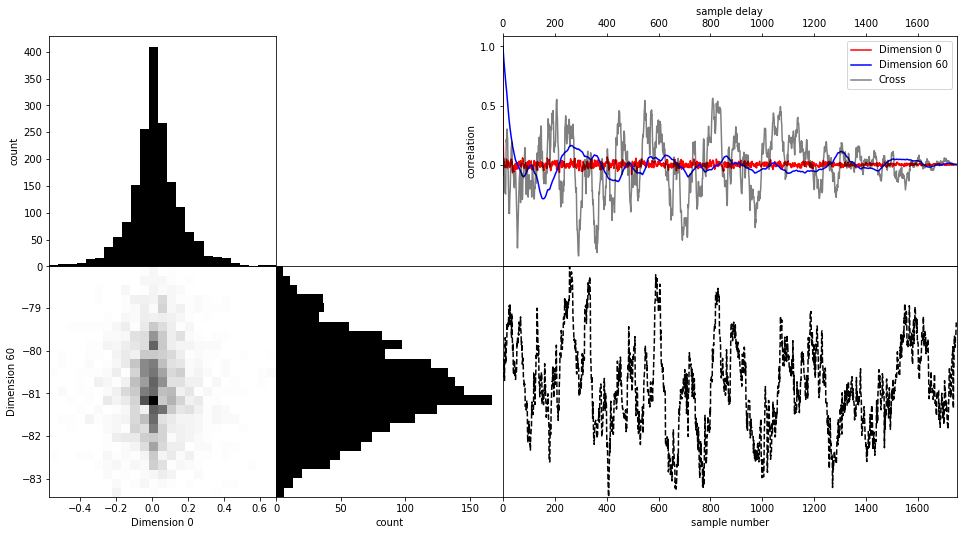 sample delay
0 200 400 600 800 1000 1200 1400 1600
400
350
300
250
200
150
100
50
0
count
1.0
0.5
0.0
correlation
Dimension 0
Dimension 60
Cross
−79
−80
−81
−82
−83
Dimension 60
−0.4 −0.2 0.0 0.2 0.4 0.6
Dimension 0
0 50 100 150
count
0 200 400 600 800 1000 1200 1400 1600
sample number